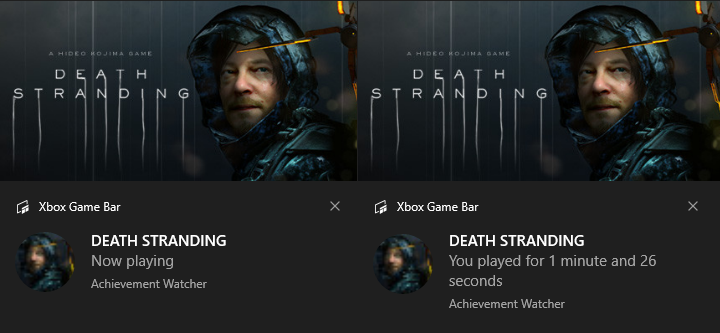 A HIDEO KOJIMA GAME
DEATH
STRANDING
Xbox Game Bar
DEATH STRANDING
Now playing
Achievement Watcher
A HIDEO KOJIMA GAME
DEATH
STRANDING
Xbox Game Bar
DEATH STRANDING
You played for 1 minute and 26
seconds
Achievement Watcher